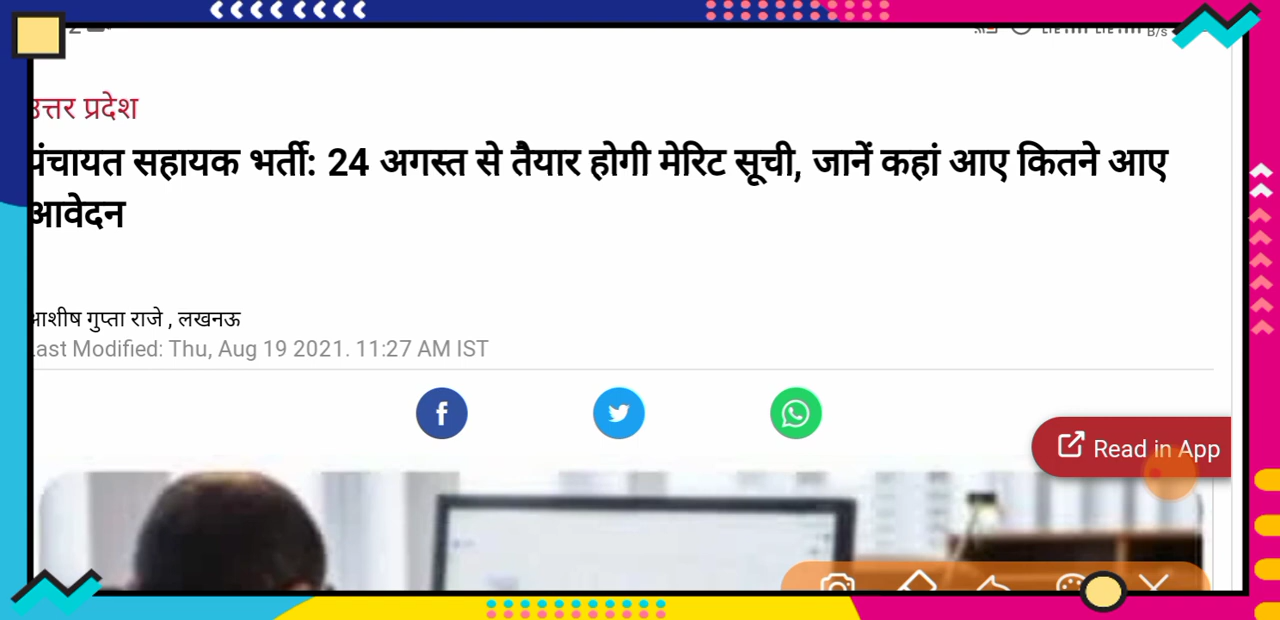 उत्तर प्रदेश
पंचायत सहायक भर्ती: 24 अगस्त से तैयार होगी मेरिट सूची, जानें कहां आए कितने आए
आवेदन
आशीष गुप्ता राजे , लखनऊ
Last Modified: Thu, Aug 19 2021. 11:27 AM IST
Read in App